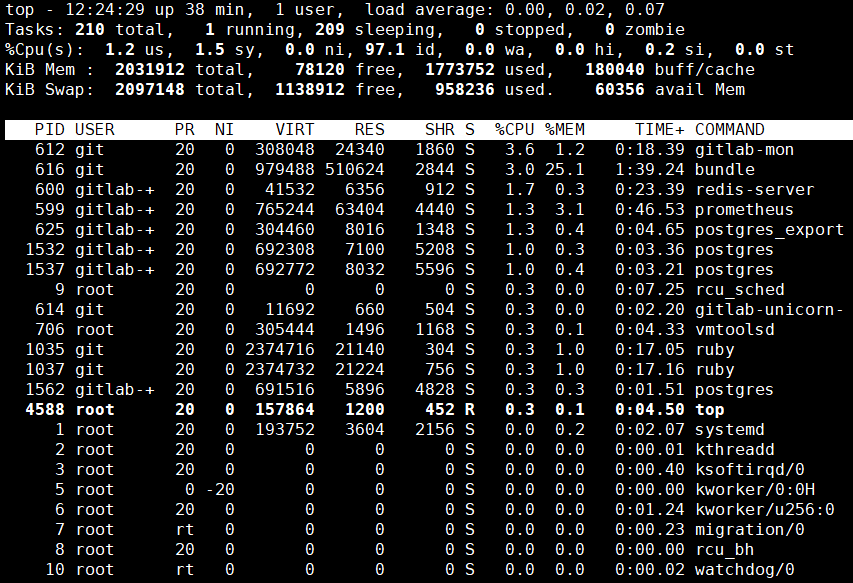 top - 12:24:29 up 38 min,  1 user,  load average: 0.00, 0.02, 0.07
Tasks: 210 total,   1 running, 209 sleeping,   0 stopped,   0 zombie
%Cpu(s):  1.2 us,  1.5 sy,  0.0 ni, 97.1 id,  0.0 wa,  0.0 hi,  0.2 si,  0.0 st
KiB Mem :  2031912 total,    78120 free,  1773752 used,   180040 buff/cache
KiB Swap:  2097148 total,  1138912 free,   958236 used.    60356 avail Mem
PID USER      PR  NI    VIRT    RES    SHR S  %CPU %MEM     TIME+ COMMAND
612 git       20   0  308048  24340   1860 S   3.6  1.2   0:18.39 gitlab-mon
616 git       20   0  979488 510624   2844 S   3.0 25.1   1:39.24 bundle
600 gitlab-+  20   0   41532   6356    912 S   1.7  0.3   0:23.39 redis-server
599 gitlab-+  20   0  765244  63404   4440 S   1.3  3.1   0:46.53 prometheus
625 gitlab-+  20   0  304460   8016   1348 S   1.3  0.4   0:04.65 postgres_export
1532 gitlab-+  20   0  692308   7100   5208 S   1.0  0.3   0:03.36 postgres
1537 gitlab-+  20   0  692772   8032   5596 S   1.0  0.4   0:03.21 postgres
9 root      20   0       0      0      0 S   0.3  0.0   0:07.25 rcu_sched
614 git       20   0   11692    660    504 S   0.3  0.0   0:02.20 gitlab-unicorn-
706 root      20   0  305444   1496   1168 S   0.3  0.1   0:04.33 vmtoolsd
1035 git       20   0 2374716  21140    304 S   0.3  1.0   0:17.05 ruby
1037 git       20   0 2374732  21224    756 S   0.3  1.0   0:17.16 ruby
1562 gitlab-+  20   0  691516   5896   4828 S   0.3  0.3   0:01.51 postgres
4588 root      20   0  157864   1200    452 R   0.3  0.1   0:04.50 top
1 root      20   0  193752   3604   2156 S   0.0  0.2   0:02.07 systemd
2 root      20   0       0      0      0 S   0.0  0.0   0:00.01 kthreadd
3 root      20   0       0      0      0 S   0.0  0.0   0:00.40 ksoftirqd/0
5 root       0 -20       0      0      0 S   0.0  0.0   0:00.00 kworker/0:0H
6 root      20   0       0      0      0 S   0.0  0.0   0:01.24 kworker/u256:0
7 root      rt   0       0      0      0 S   0.0  0.0   0:00.23 migration/0
8 root      20   0       0      0      0 S   0.0  0.0   0:00.00 rcu_bh
10 root      rt   0       0      0      0 S   0.0  0.0   0:00.02 watchdog/0